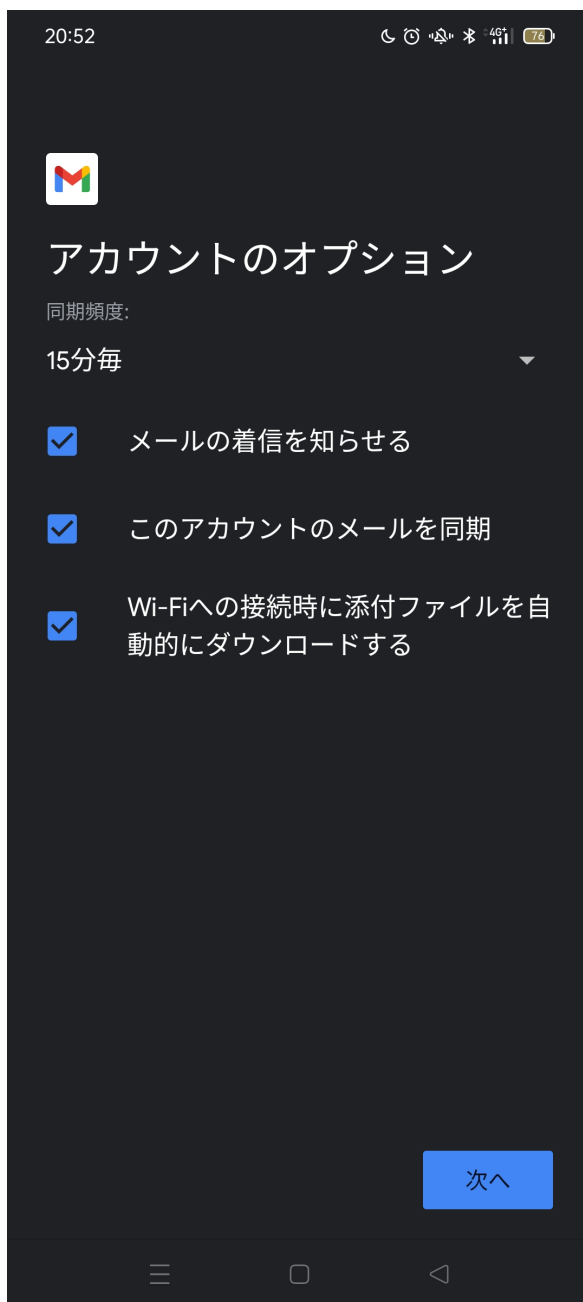 20:52
4G+
76
アカウントのオプション
同期頻度:
15分毎
メールの着信を知らせる
このアカウントのメールを同期
Wi-Fiへの接続時に添付ファイルを自
動的にダウンロードする
次へ